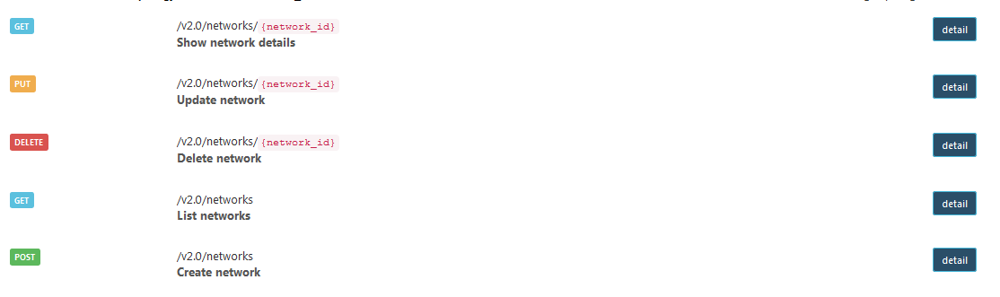 GET /v2.0/networks/{network_id} detail
Show network details
PUT /v2.0/networks/{network_id} detail
Update network
DELETE /v2.0/networks/{network_id} detail
Delete network
GET /v2.0/networks detail
List networks
POST /v2.0/networks detail
Create network